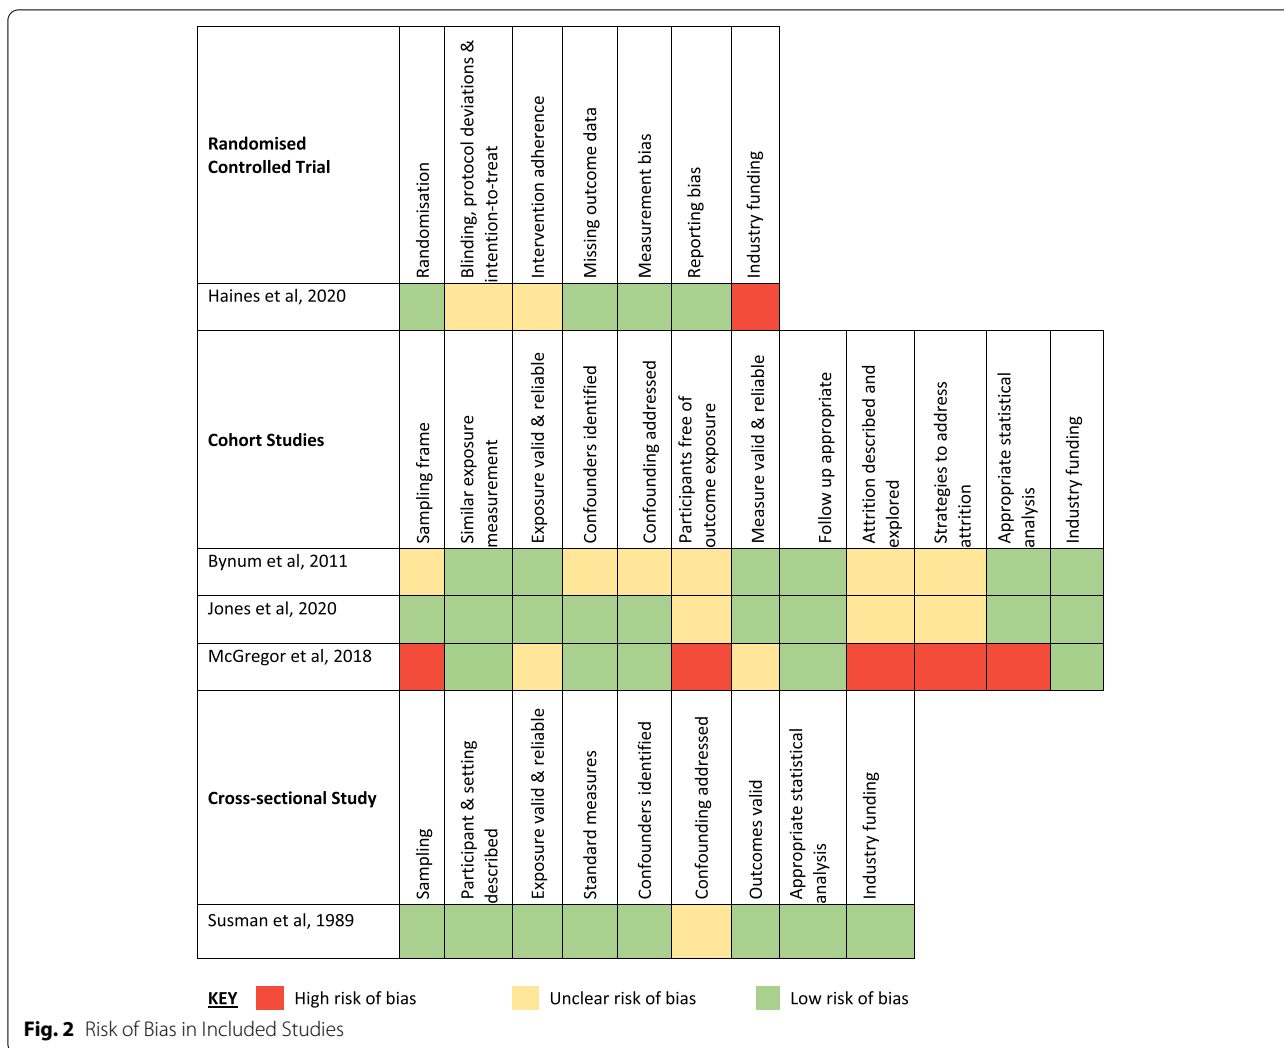 Randomised
Controlled Trial
Randomisation
Blinding, protocol deviations &
intention-to-treat
Intervention adherence
Missing outcome data
Measurement bias
Reporting bias
Industry funding
Haines et al, 2020
Cohort Studies
Sampling frame
Similar exposure
measurement
Exposure valid & reliable
Confounders identified
Confounding addressed
Participants free of
outcome exposure
Measure valid & reliable
Follow up appropriate
Attrition described and
explored
Strategies to address
attrition
Appropriate statistical
analysis
Industry funding
Bynum et al, 2011
Jones et al, 2020
McGregor et al, 2018
Cross-sectional Study
Sampling
Participant & setting
described
Exposure valid & reliable
Standard measures
Confounders identified
Confounding addressed
Outcomes valid
Appropriate statistical
analysis
Industry funding
Susman et al, 1989
KEY High risk of bias Unclear risk of bias Low risk of bias
Fig. 2 Risk of Bias in Included Studies